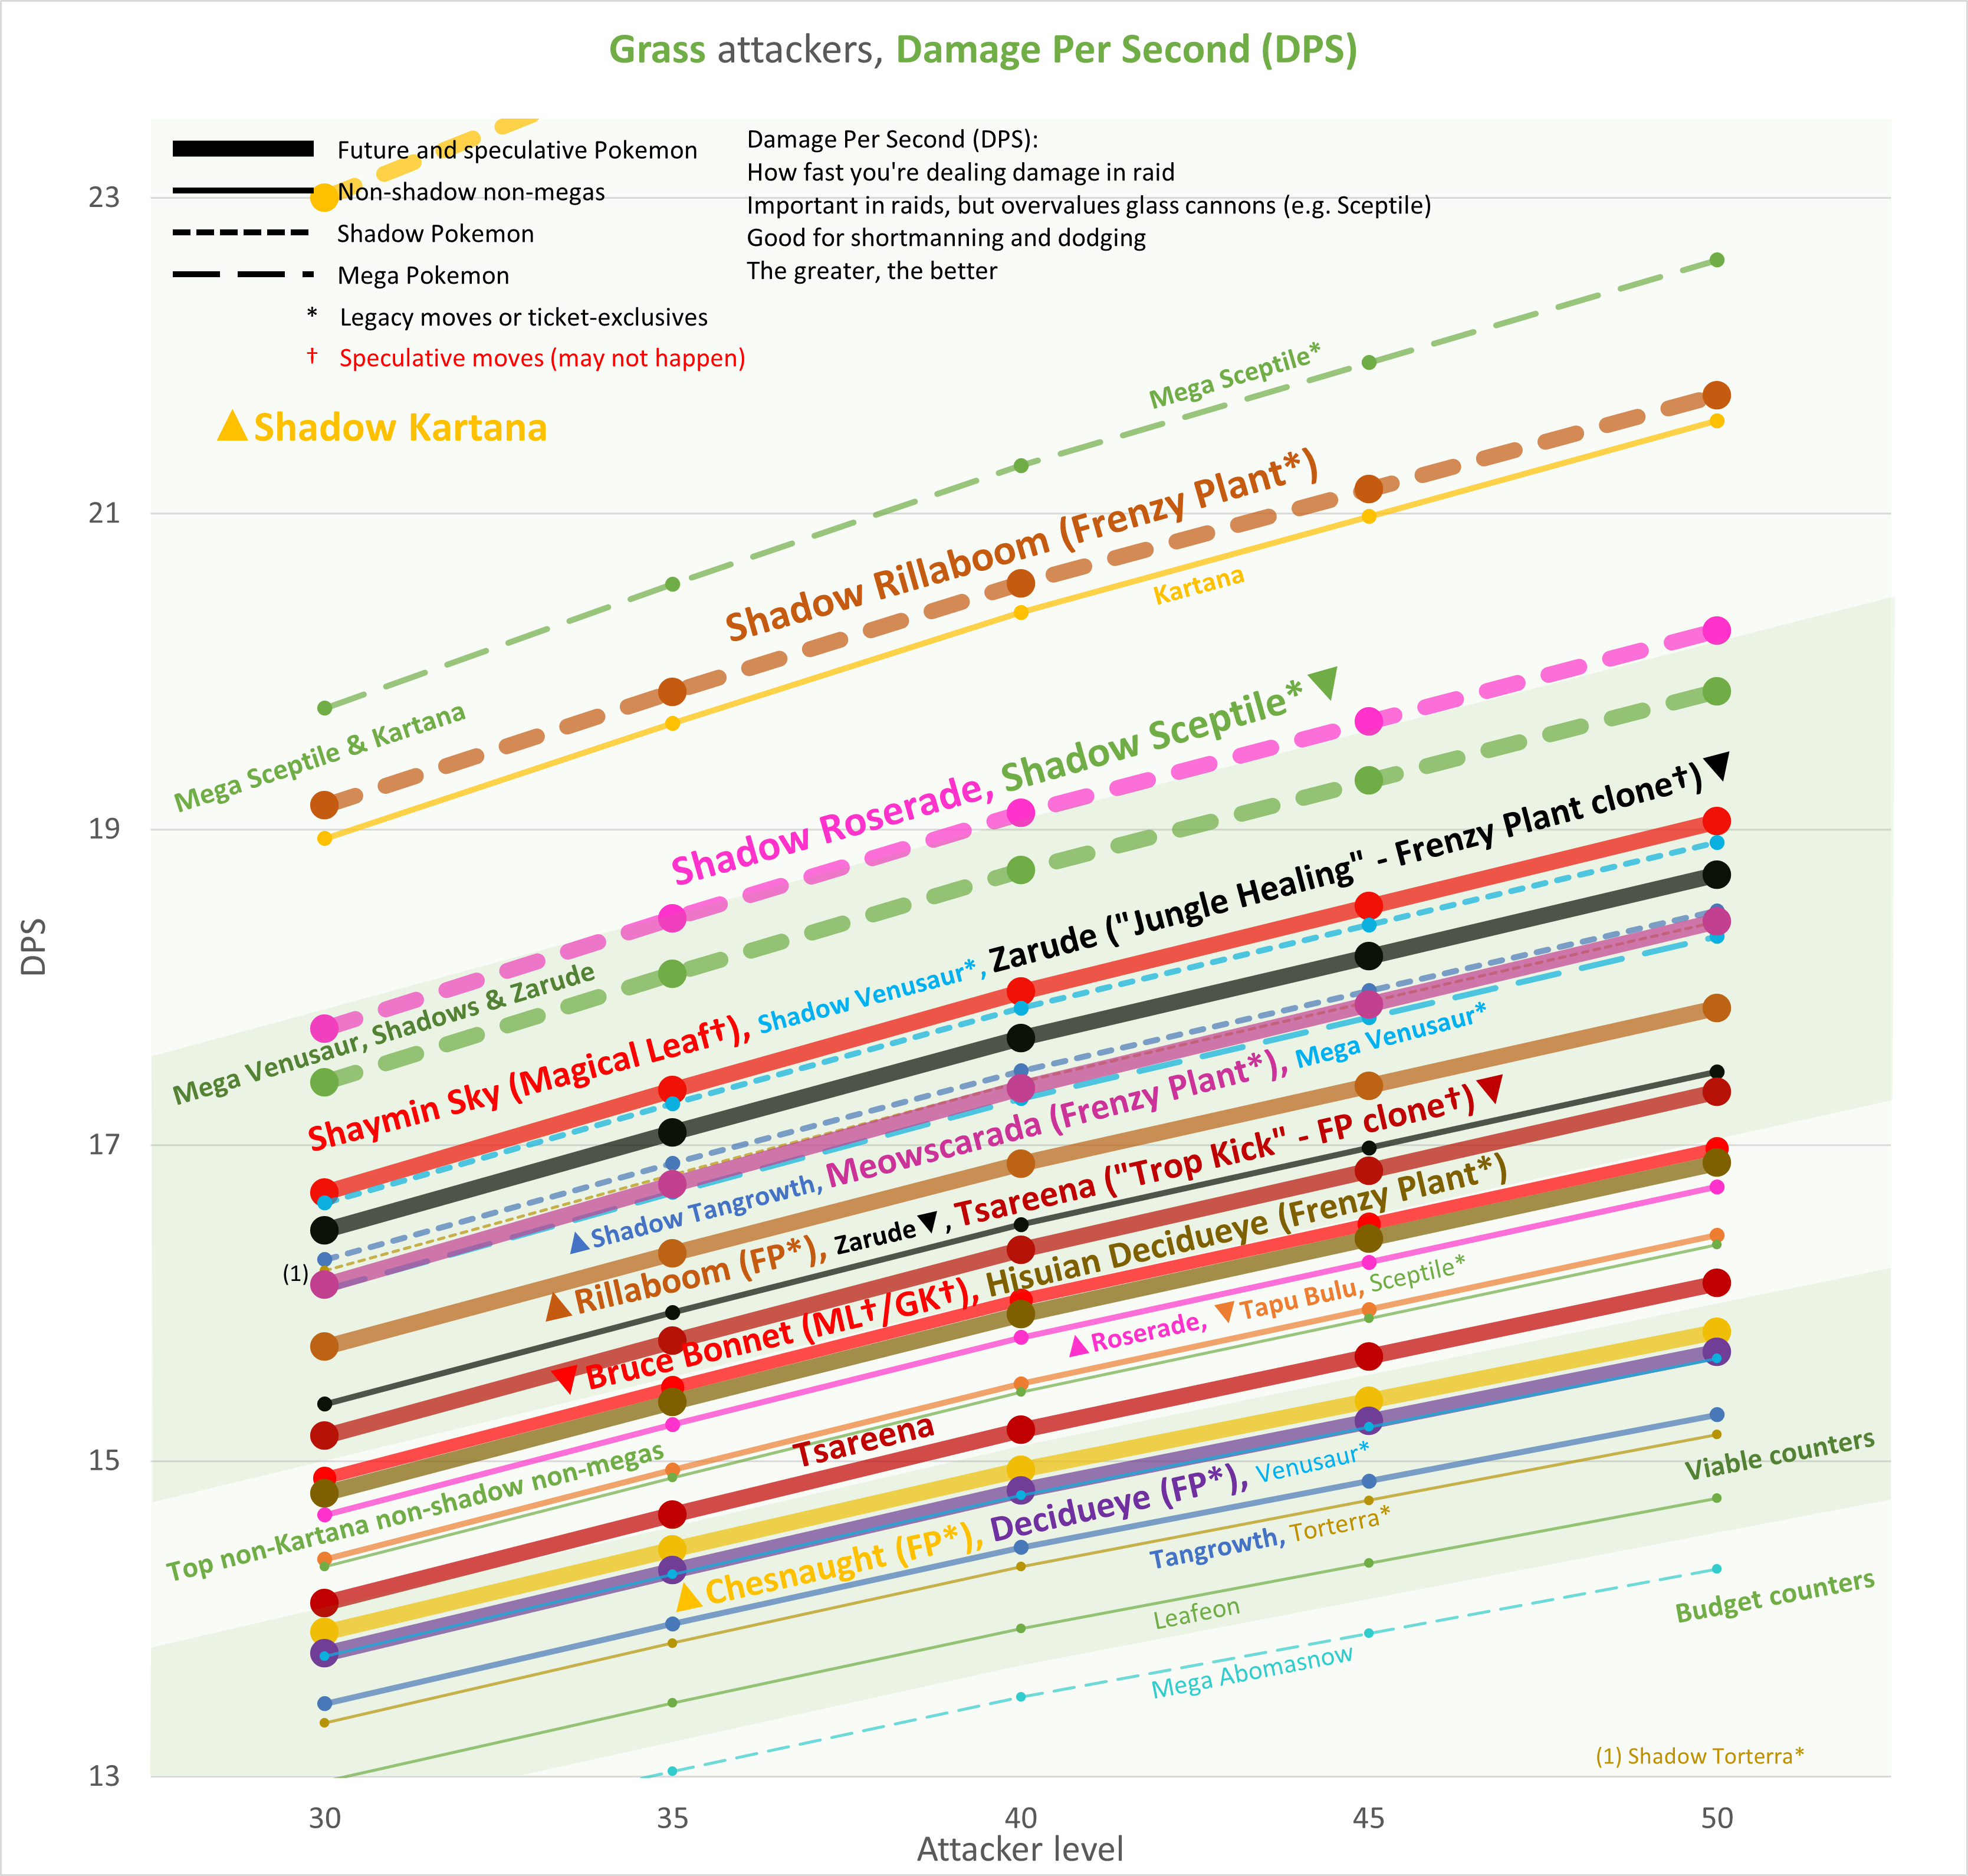 Grass attackers, Damage Per Second (DPS)
Future and speculative Pokemon
Non-shadow non-megas
Shadow Pokemon
Mega Pokemon
* Legacy moves or ticket-exclusives
† Speculative moves (may not happen)
Damage Per Second (DPS):
How fast you're dealing damage in raid
Important in raids, but overvalues glass cannons (e.g. Sceptile)
Good for shortmanning and dodging
The greater, the better
▲Shadow Kartana
Mega Sceptile*
Shadow Rillaboom (Frenzy Plant*)
Kartana
Mega Sceptile & Kartana
Shadow Roserade, Shadow Sceptile*▼
Mega Venusaur, Shadows & Zarude
Shaymin Sky (Magical Leaf†), Shadow Venusaur*, Zarude ("Jungle Healing" - Frenzy Plant clone†)▼
▲Shadow Tangrowth, Meowscarada (Frenzy Plant*), Mega Venusaur*
(1)
▲Rillaboom (FP*), Zarude▼, Tsareena ("Trop Kick" - FP clone†)▼
▼Bruce Bonnet (ML†/GK†), Hisuian Decidueye (Frenzy Plant*)
▲Roserade, ▼Tapu Bulu, Sceptile*
Top non-Kartana non-shadow non-megas
Tsareena
▲Chesnaught (FP*), Decidueye (FP*), Venusaur*
Tangrowth, Torterra*
Viable counters
Leafeon
Budget counters
Mega Abomasnow
(1) Shadow Torterra*
DPS
23
21
19
17
15
13
30 35 40 45 50
Attacker level